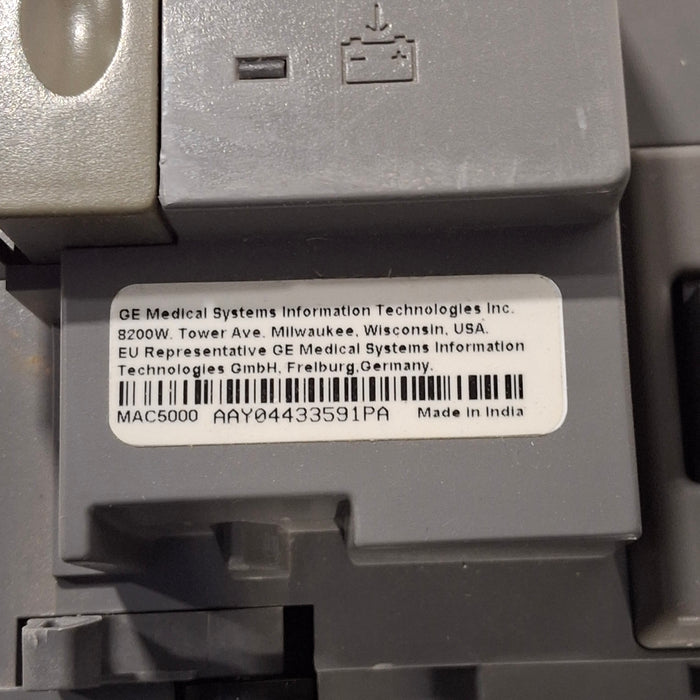 GE Medical Systems Information Technologies Inc.
8200W. Tower Ave. Milwaukee, Wisconsin, USA.
EU Representative GE Medical Systems Information
Technologies GmbH, Freiburg,Germany.
MAC5000 AAY04433591PA Made in India